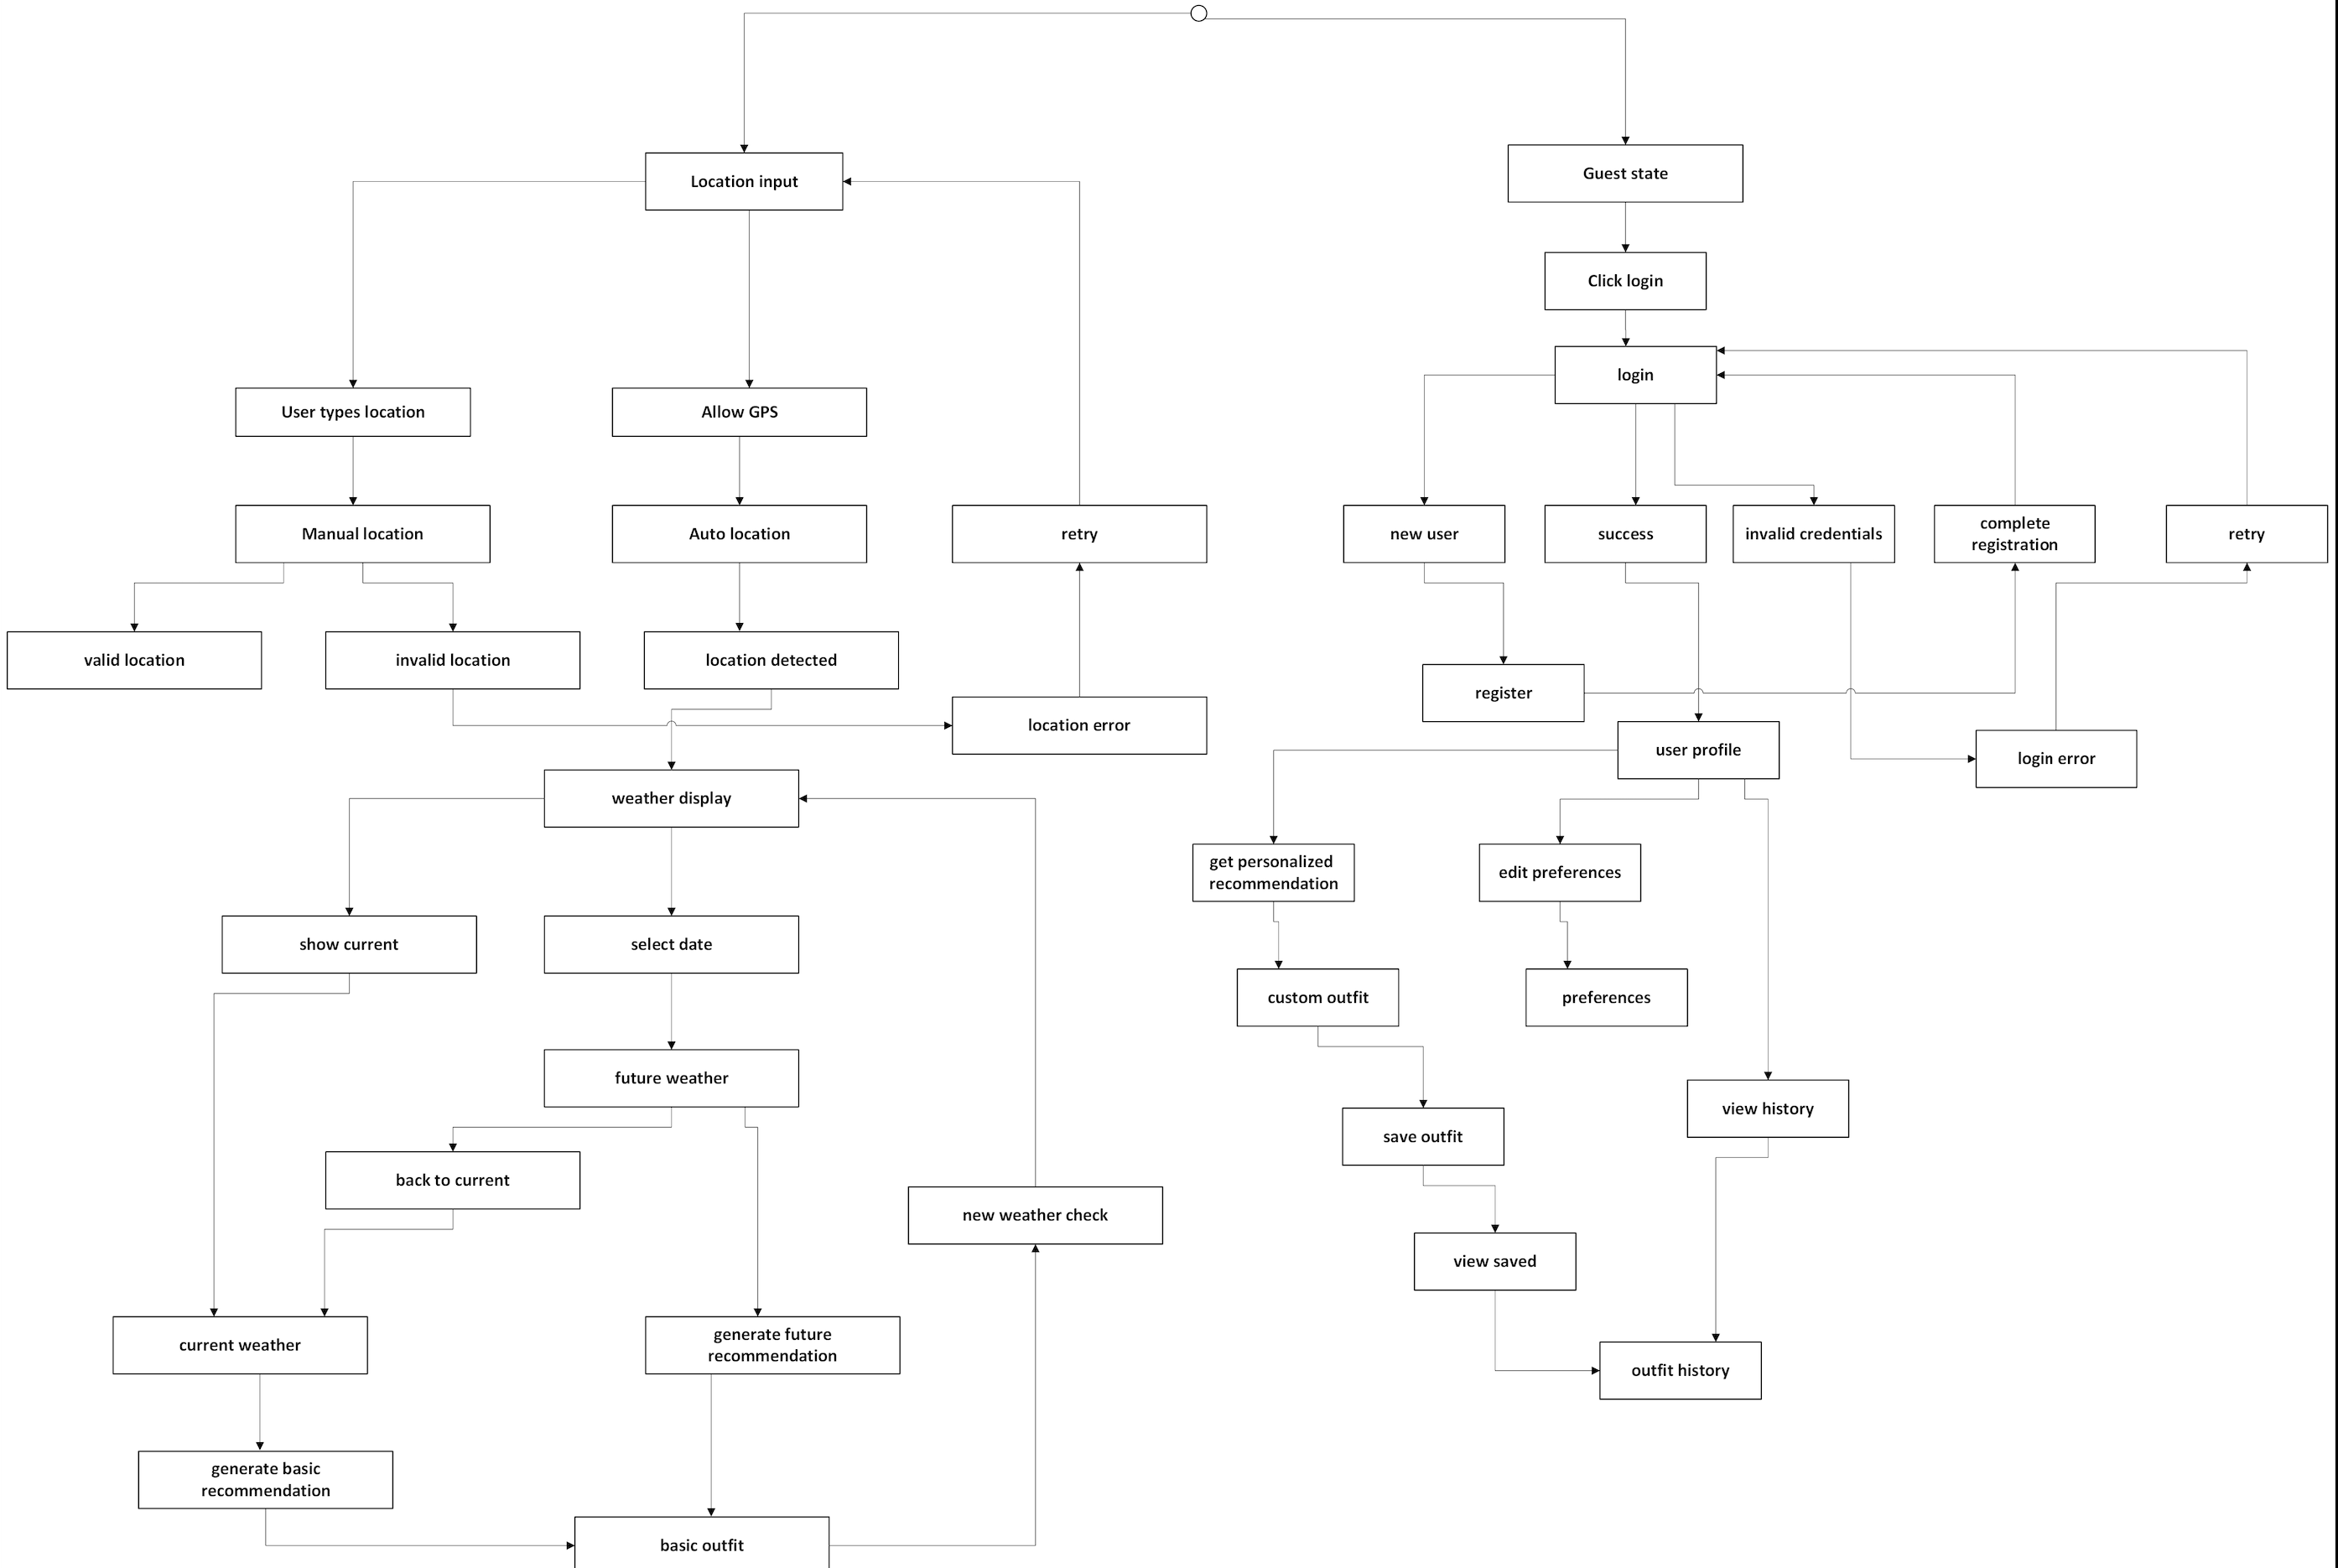 Location input
Guest state
Click login
login
User types location
Allow GPS
Manual location
Auto location
retry
new user
success
invalid credentials
complete
registration
retry
valid location
invalid location
location detected
location error
register
user profile
login error
weather display
get personalized
recommendation
edit preferences
show current
select date
custom outfit
preferences
future weather
save outfit
view history
back to current
new weather check
view saved
current weather
generate future
recommendation
outfit history
generate basic
recommendation
basic outfit